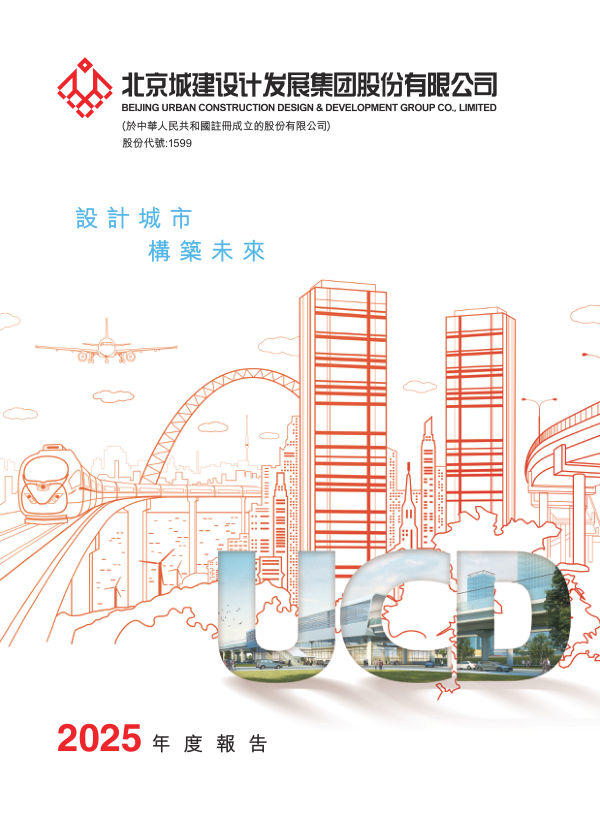 北京城建设计发展集团股份有限公司
BEIJING URBAN CONSTRUCTION DESIGN & DEVELOPMENT GROUP CO., LIMITED
(於中華人民共和國註冊成立的股份有限公司)
股份代號:1599
設計城市
構築未來
UCD
2025 年度報告